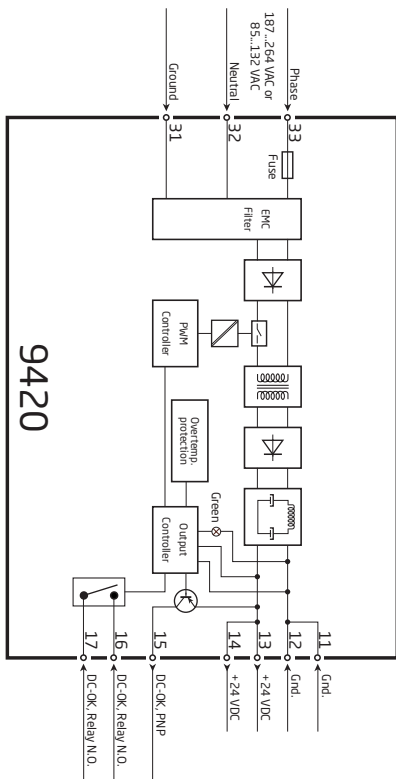 Phase
187...264 VAC or
85...132 VAC
Neutral
Ground
33
32
31
Fuse
EMC
Filter
PWM
Controller
Overtemp.
protection
Green
Output
Controller
9420
11
12
13
14
15
16
17
Gnd.
Gnd.
+24 VDC
+24 VDC
DC-OK, PNP
DC-OK, Relay N.O.
DC-OK, Relay N.O.